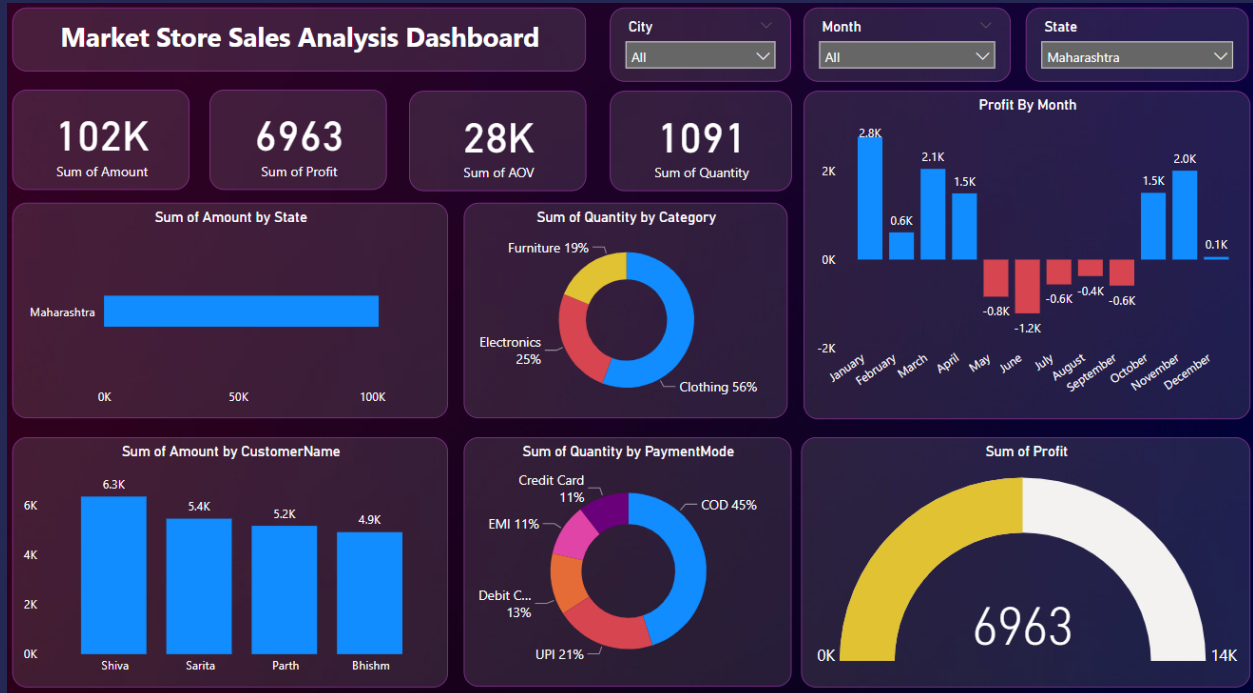 Market Store Sales Analysis Dashboard
City
All
Month
All
State
Maharashtra
102K
Sum of Amount
6963
Sum of Profit
28K
Sum of AOV
1091
Sum of Quantity
Profit By Month
2K
0K
-2K
2.8K
0.6K
2.1K
1.5K
-0.8K
-1.2K
-0.6K
-0.4K
-0.6K
1.5K
2.0K
0.1K
January
February
March
April
May
June
July
August
September
October
November
December
Sum of Amount by State
Maharashtra
0K
50K
100K
Sum of Quantity by Category
Furniture 19%
Electronics
25%
Clothing 56%
Sum of Amount by CustomerName
6K
4K
2K
0K
6.3K
5.4K
5.2K
4.9K
Shiva
Sarita
Parth
Bhishm
Sum of Quantity by PaymentMode
Credit Card
11%
COD 45%
EMI 11%
Debit C...
13%
UPI 21%
Sum of Profit
6963
0K
14K